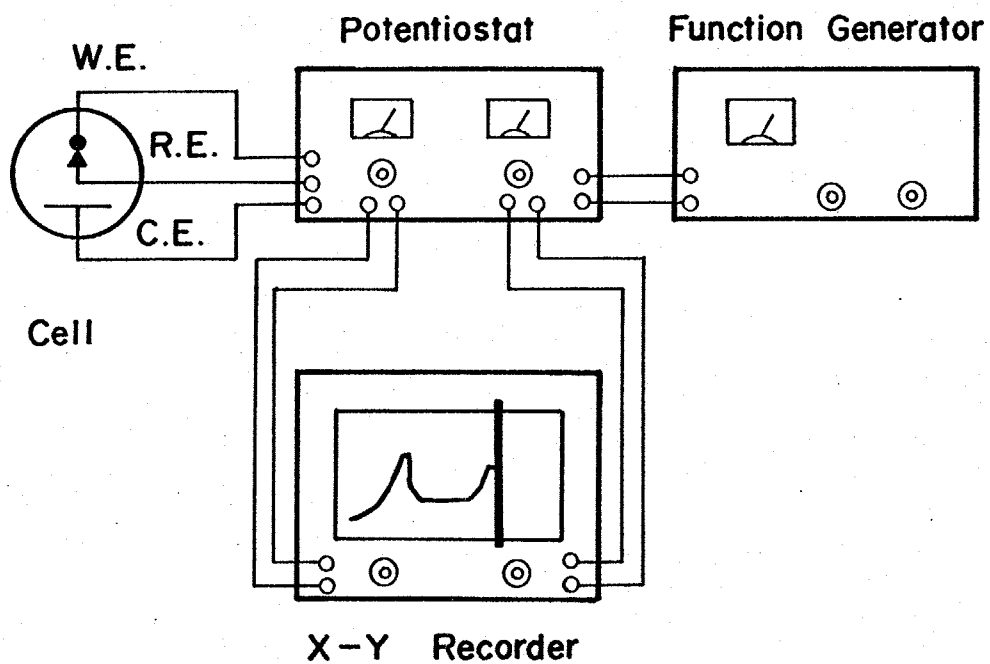 Potentiostat
Function Generator
W.E.
R.E.
C.E.
Cell
X-Y Recorder